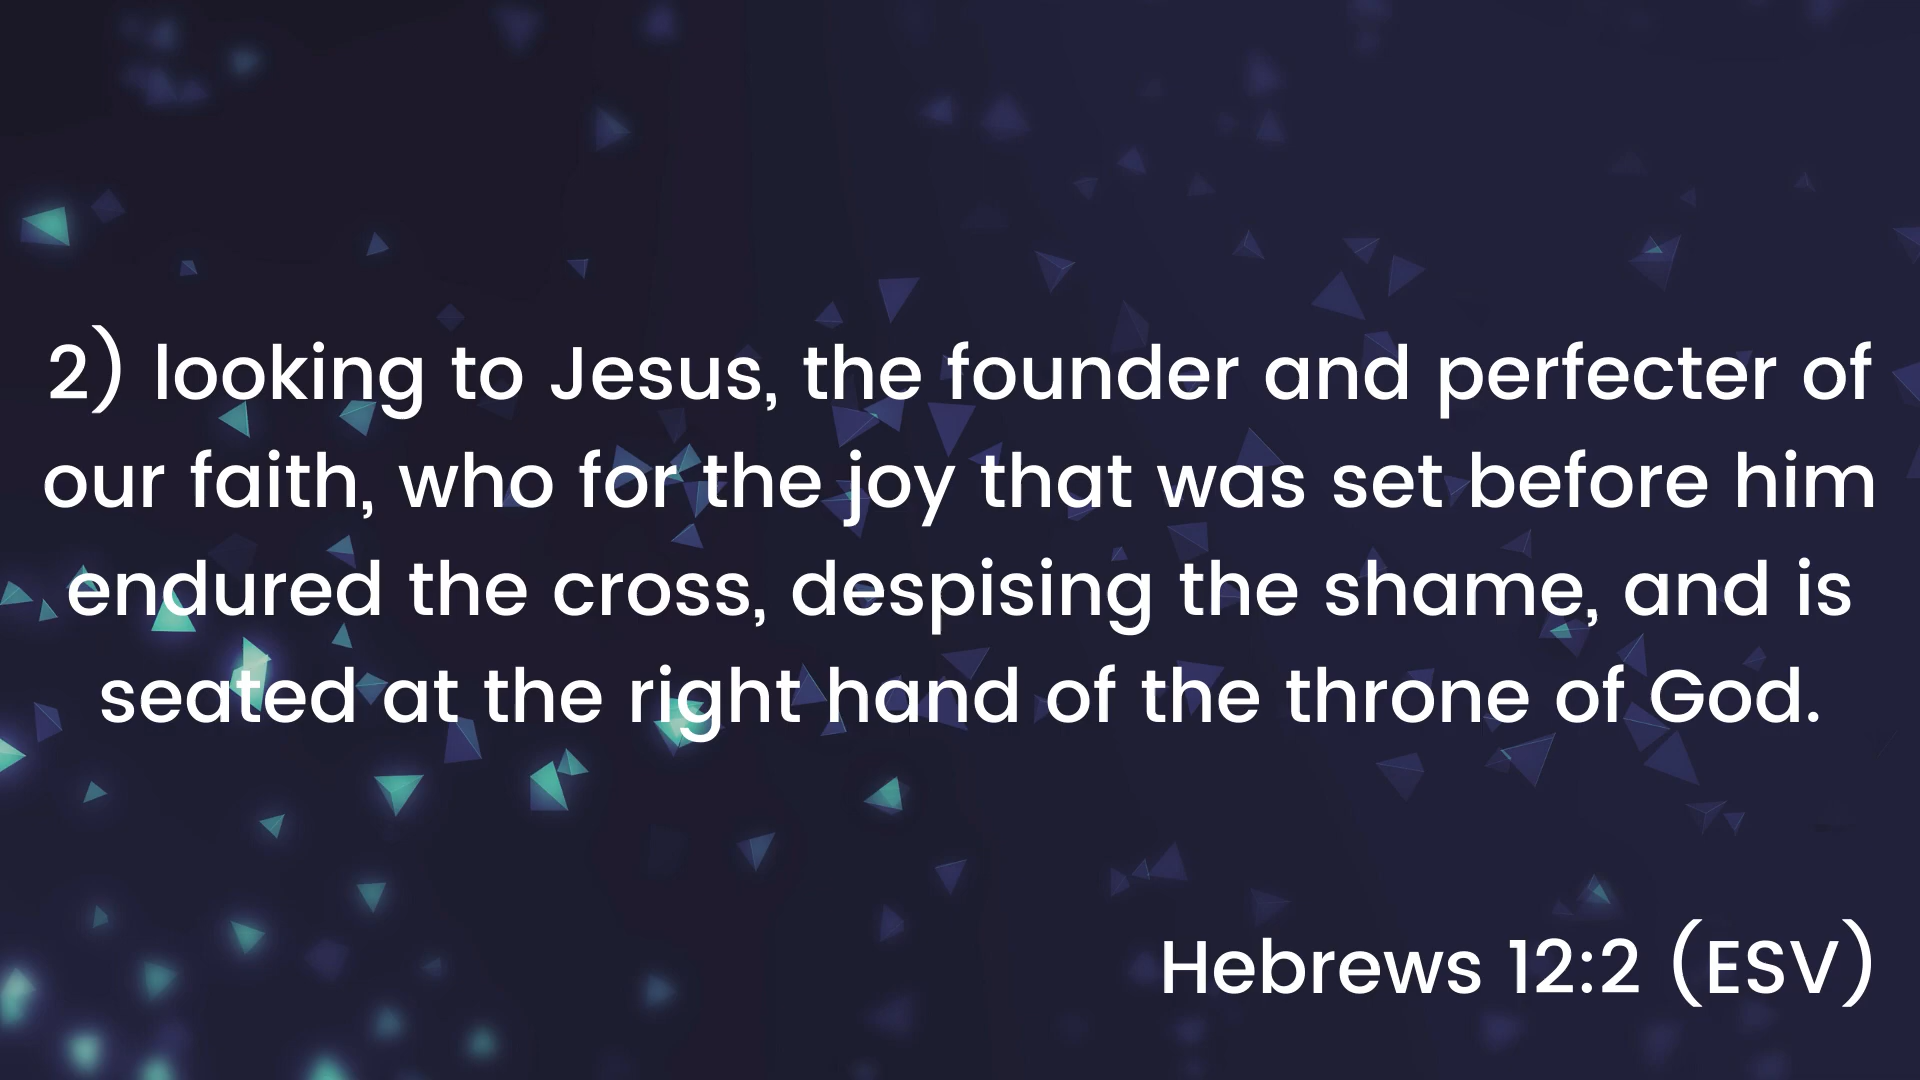 2) looking to Jesus, the founder and perfecter of
our faith, who for the joy that was set before him
endured the cross, despising the shame, and is
seated at the right hand of the throne of God.
Hebrews 12:2 (ESV)